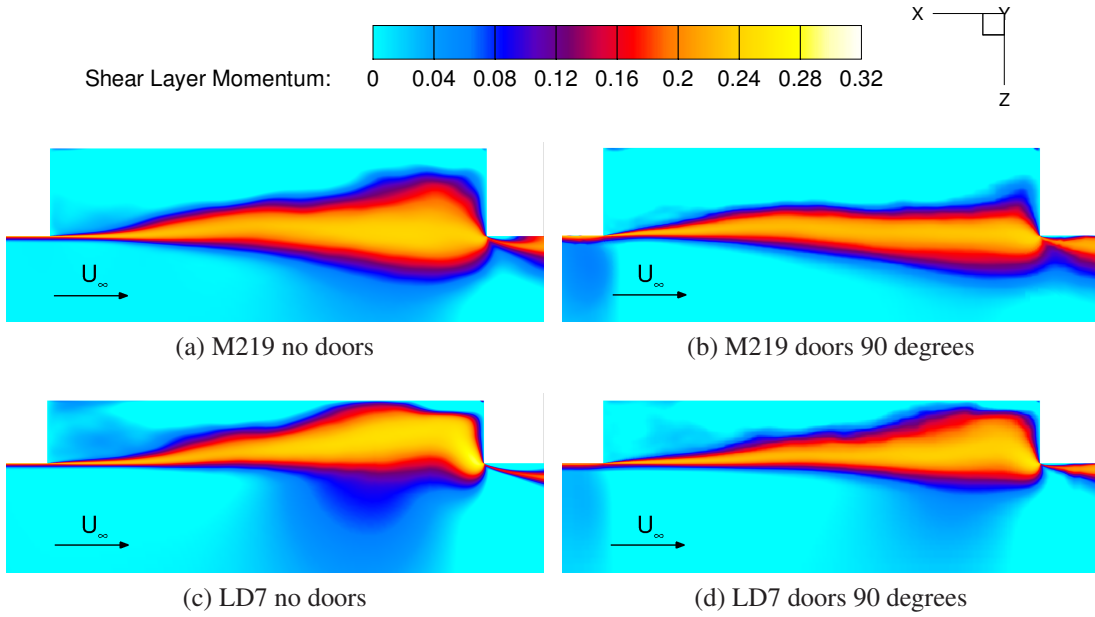 X Y
Z
Shear Layer Momentum: 0 0.04 0.08 0.12 0.16 0.2 0.24 0.28 0.32
U∞
U∞
(a) M219 no doors
(b) M219 doors 90 degrees
U∞
U∞
(c) LD7 no doors
(d) LD7 doors 90 degrees